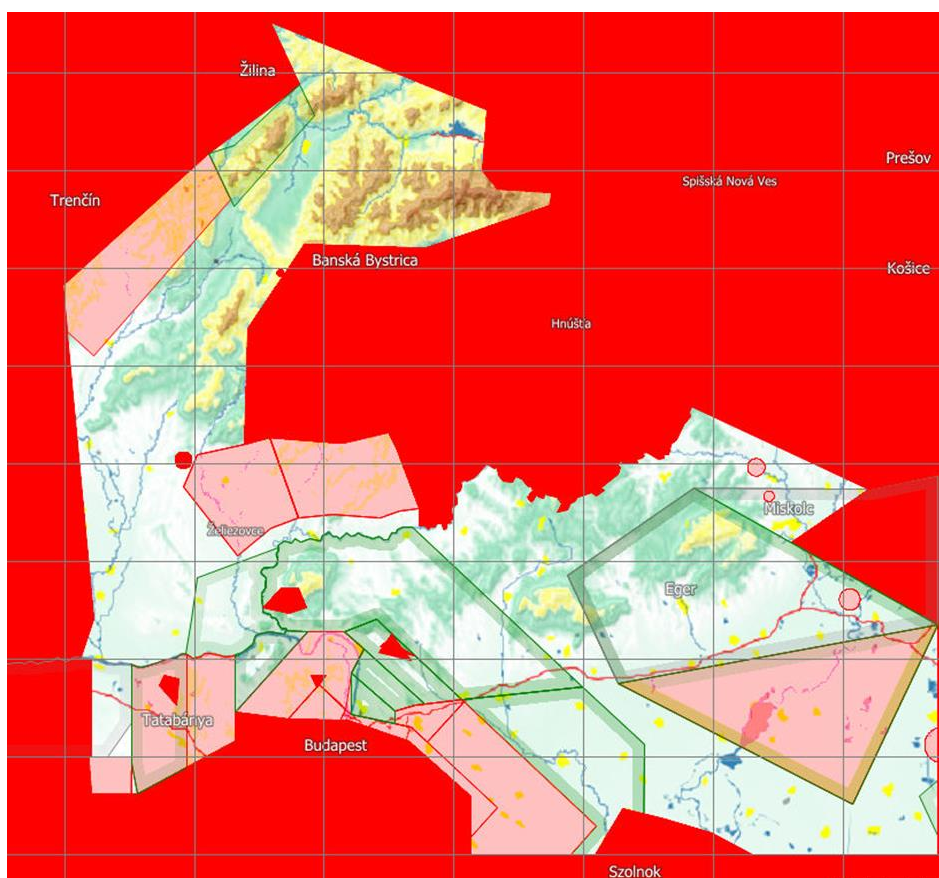 Žilina
Prešov
Spišská Nová Ves
Trenčín
Banská Bystrica
Košice
Hnúšťa
Miskolc
Želiezovce
Eger
Tatabánya
Budapest
Szolnok